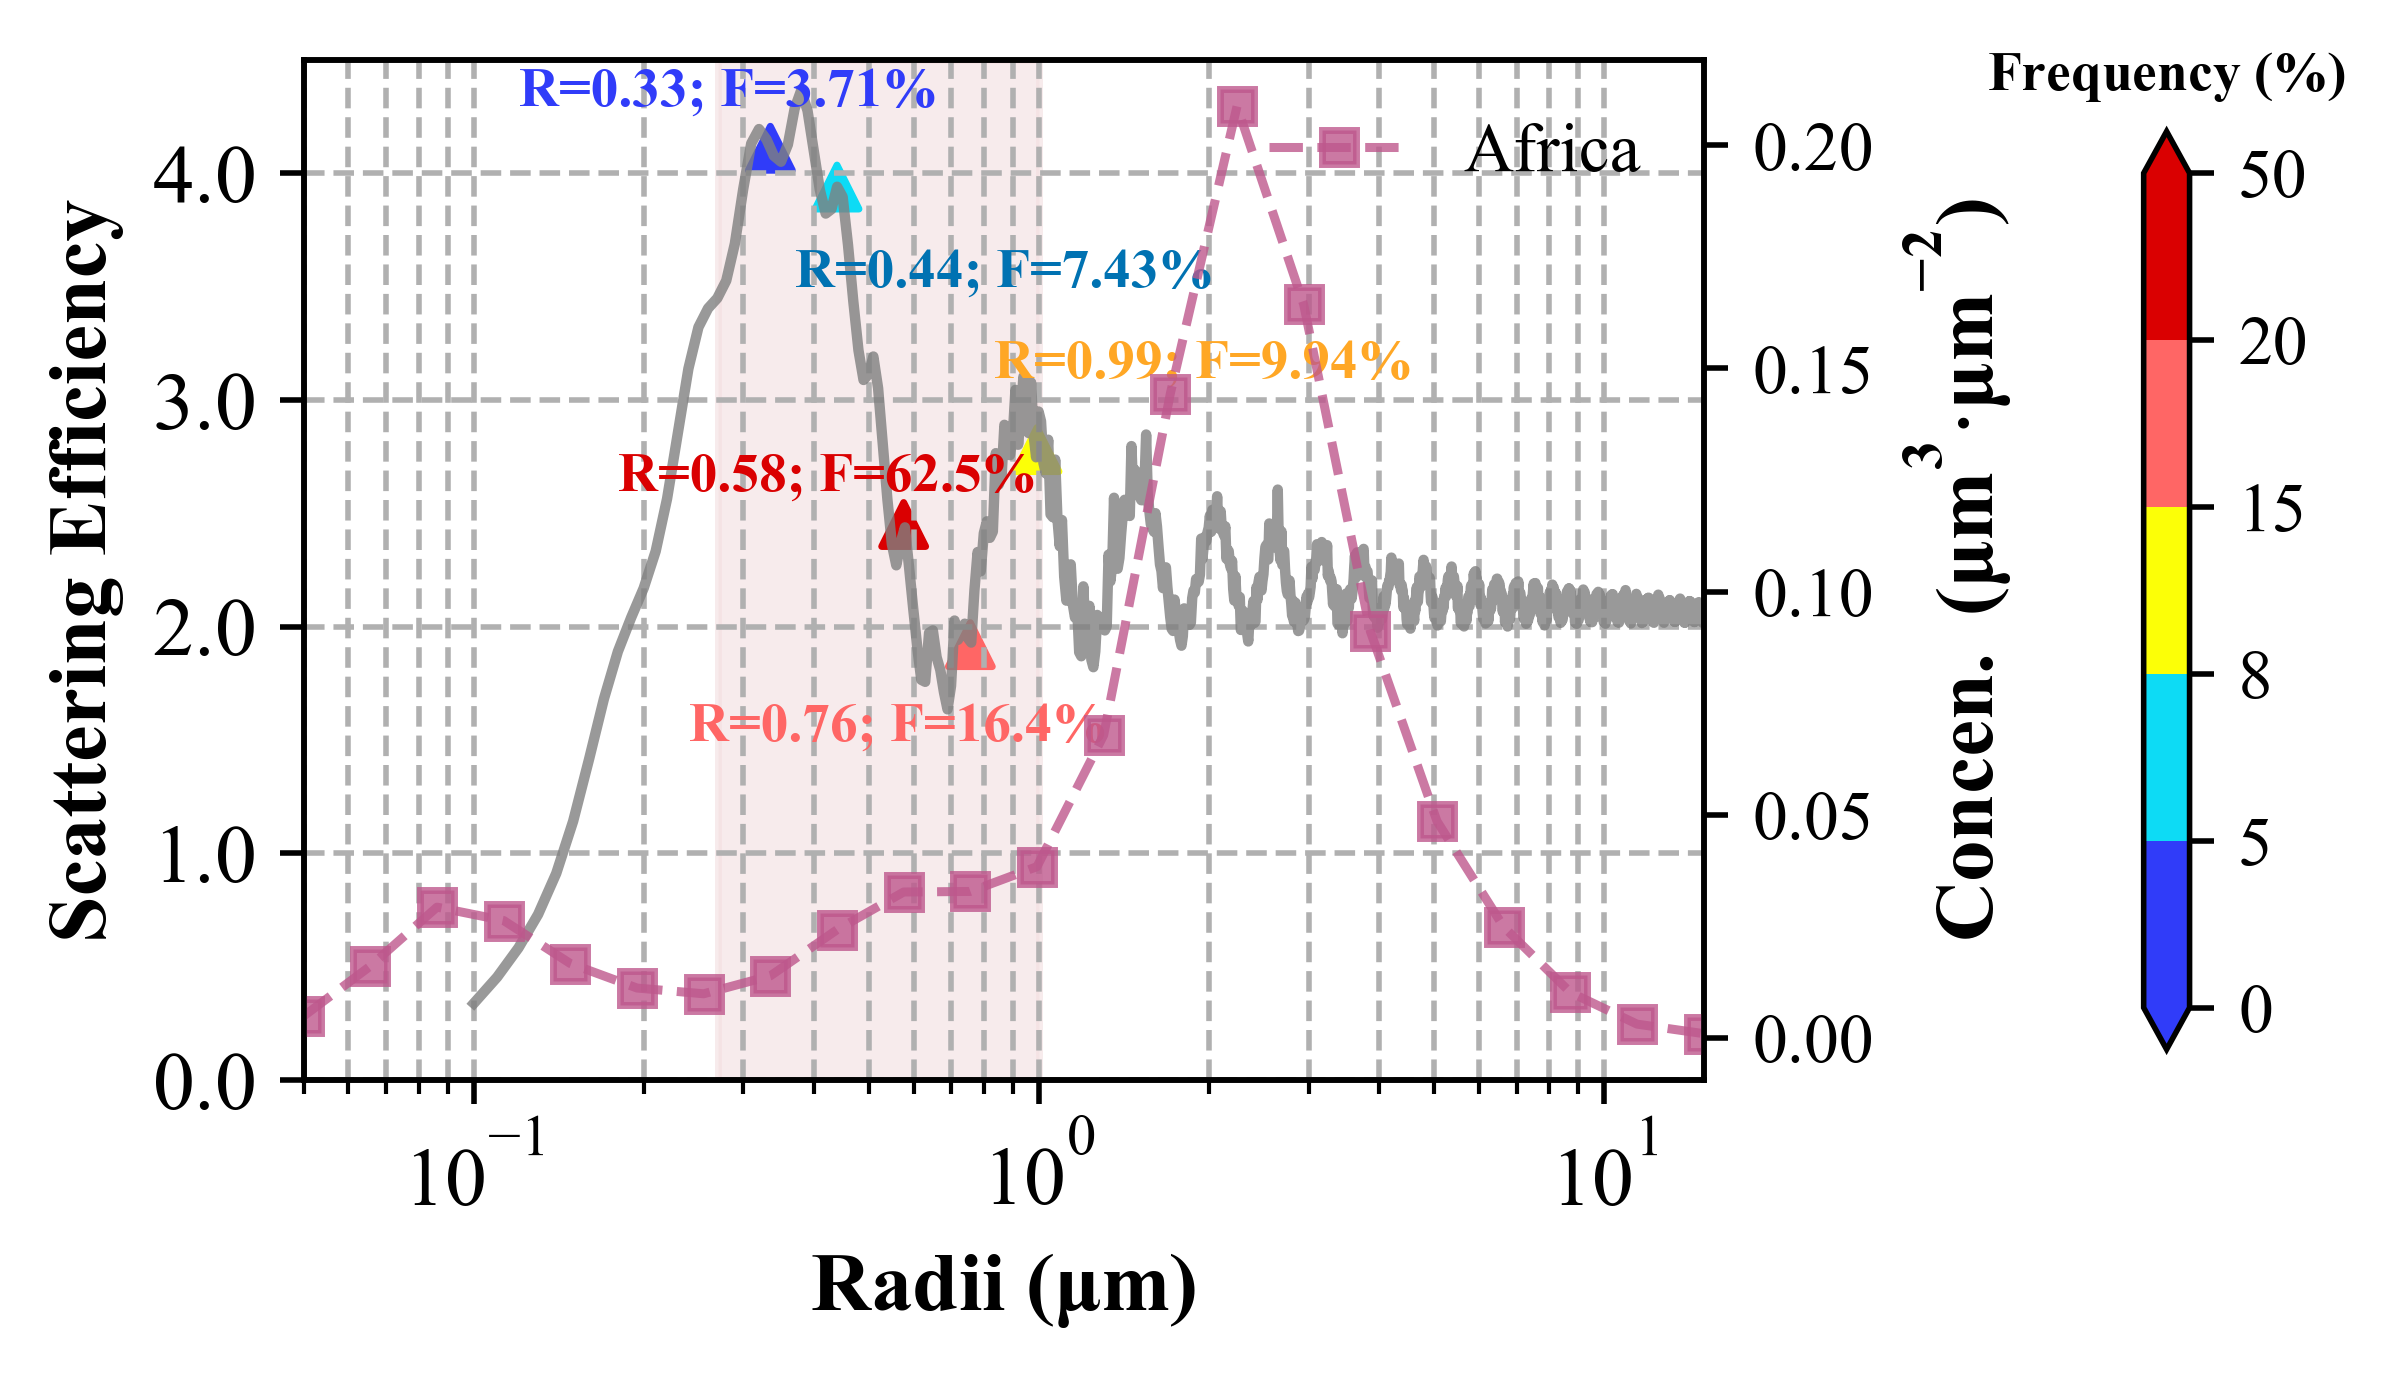 Frequency (%)
R=0.33; F=3.71%
Africa
R=0.44; F=7.43%
R=0.99; F=9.94%
R=0.58; F=62.5%
R=0.76; F=16.4%
Scattering Efficiency
4.0
3.0
2.0
1.0
0.0
10⁻¹
10⁰
10¹
Radii (μm)
0.20
0.15
0.10
0.05
0.00
Concen. (μm³·μm⁻²)
50
20
15
8
5
0